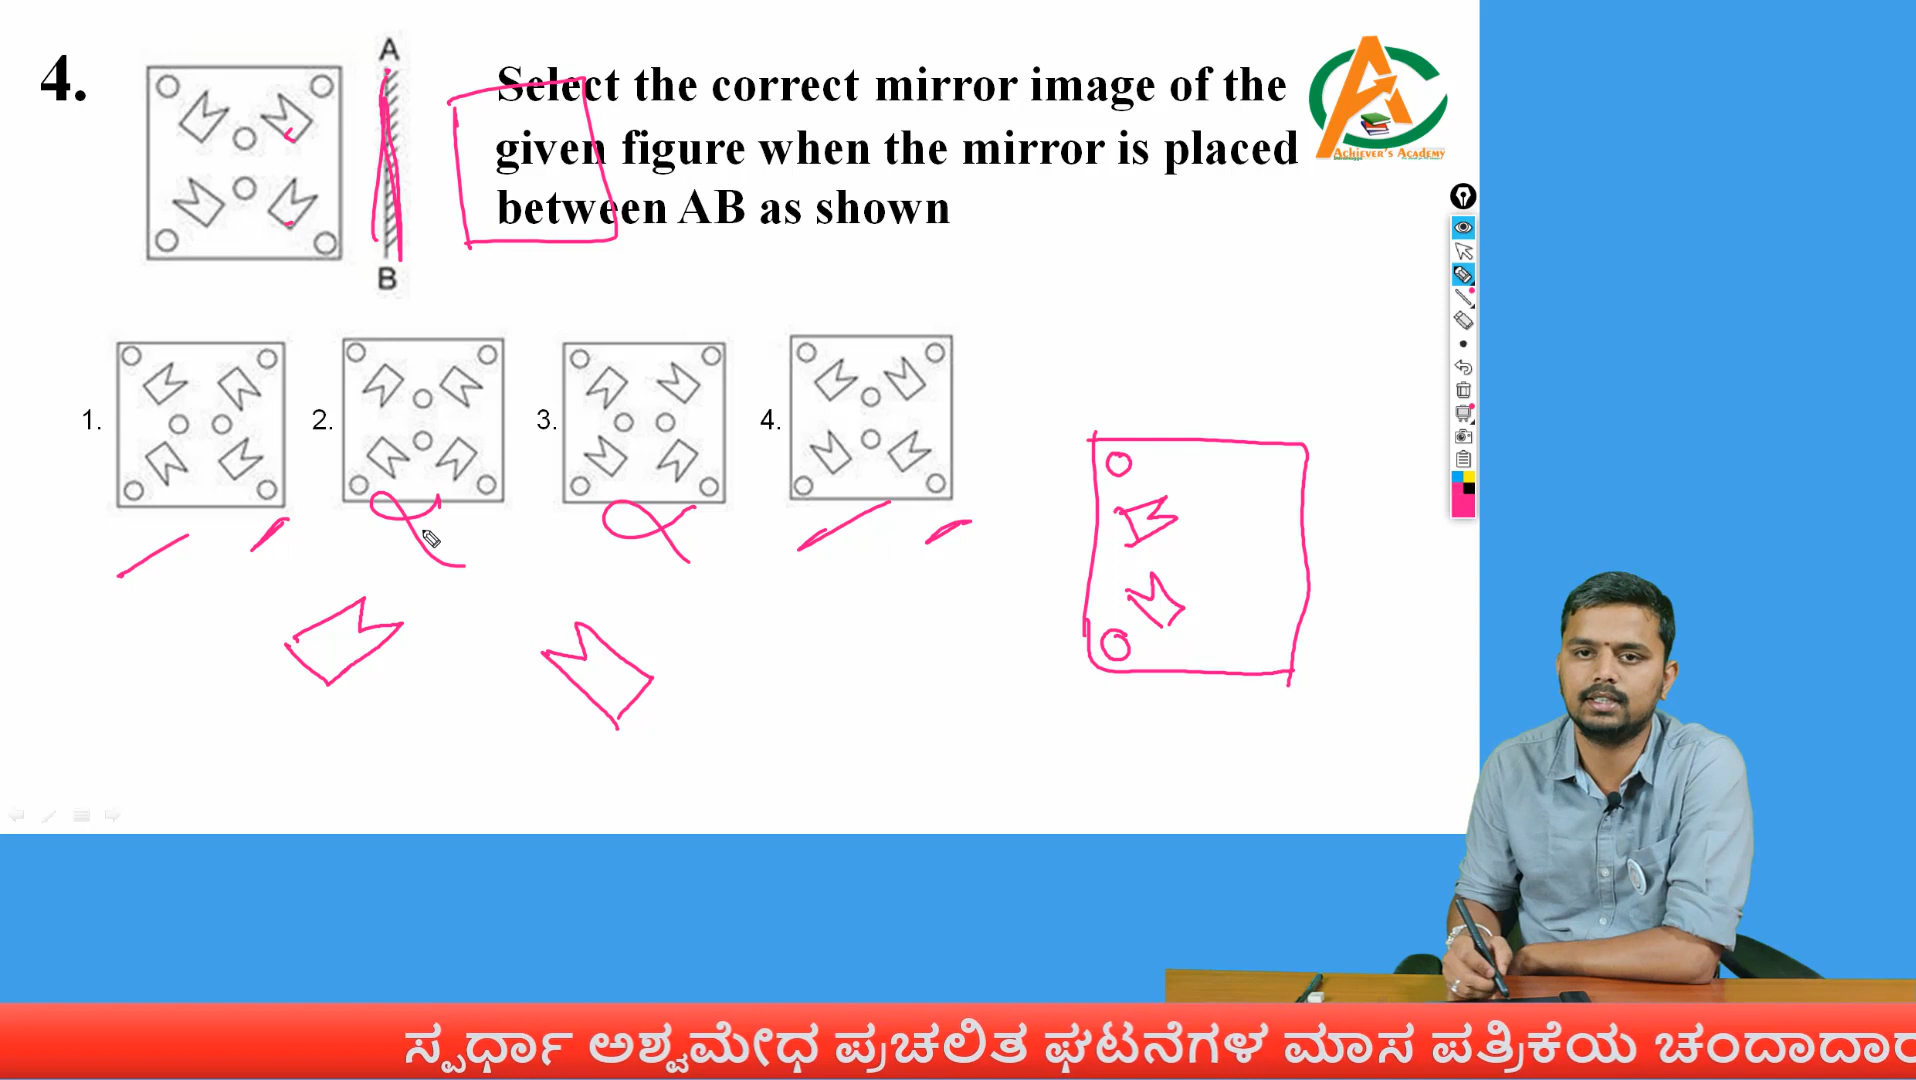 4.
A
B
Select the correct mirror image of the
given figure when the mirror is placed
between AB as shown
ACHIEVER'S ACADEMY
1.
2.
3.
4.
ಸ್ಪರ್ಧಾ ಅಶ್ವಮೇಧ ಪ್ರಚಲಿತ ಘಟನೆಗಳ ಮಾಸ ಪತ್ರಿಕೆಯ ಚಂದಾದಾರ